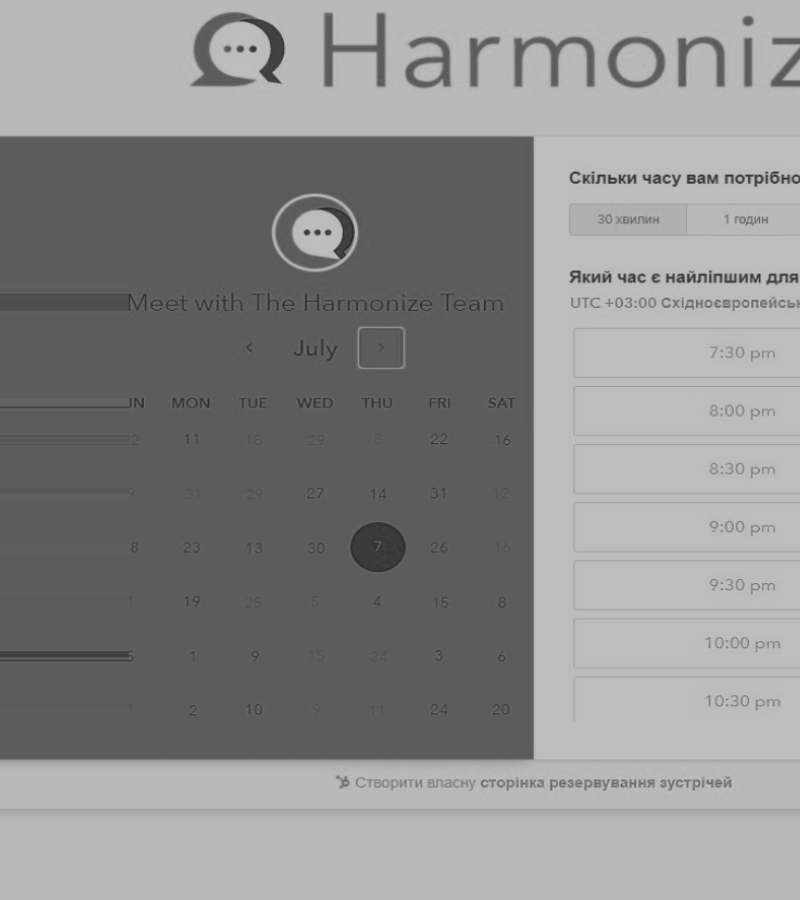 Harmoniz
Meet with The Harmonize Team
July
UN MON TUE WED THU FRI SAT
2 11 18 29 3 22 16
9 31 29 27 14 31 12
8 23 13 30 7 26 16
1 19 25 5 4 15 8
5 1 9 15 24 3 6
1 2 10 9 11 24 20
Скільки часу вам потрібно
30 хвилин 1 годин
Який час є найліпшим для
UTC +03:00 Східноєвропейськ
7:30 pm
8:00 pm
8:30 pm
9:00 pm
9:30 pm
10:00 pm
10:30 pm
Створити власну сторінка резервування зустрічей